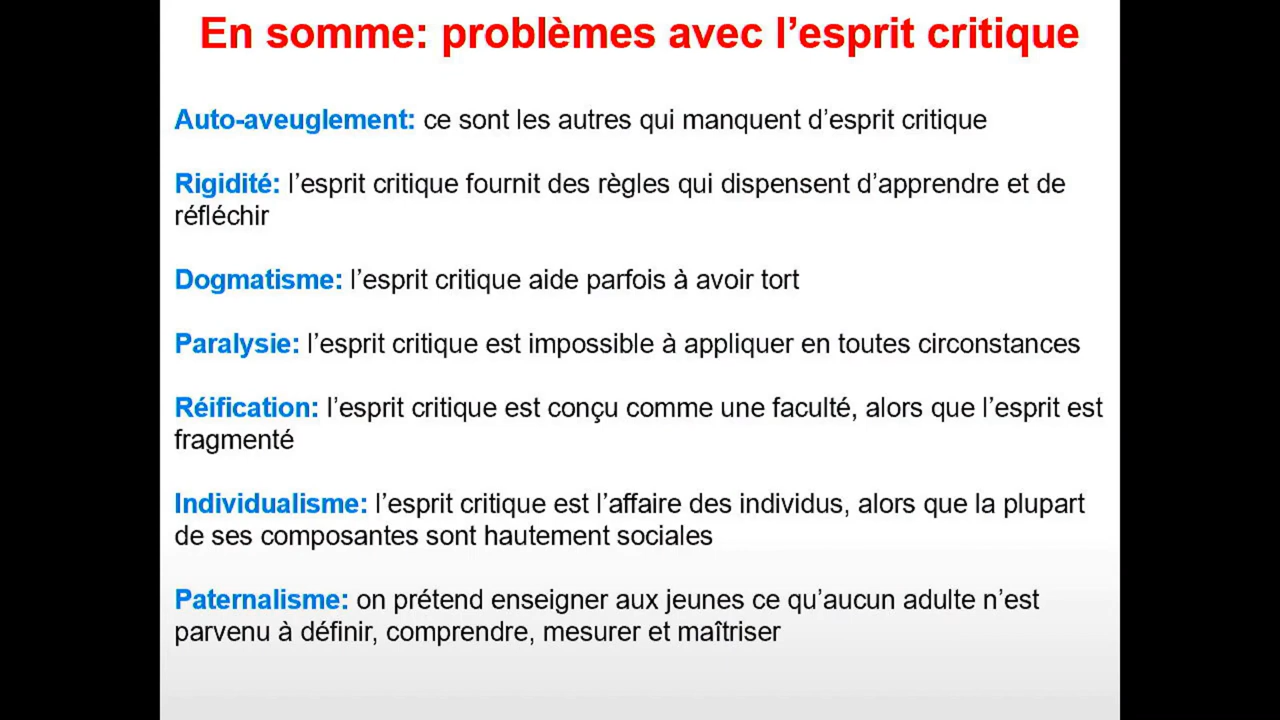 En somme: problèmes avec l’esprit critique
Auto-aveuglement: ce sont les autres qui manquent d’esprit critique
Rigidité: l’esprit critique fournit des règles qui dispensent d’apprendre et de
réfléchir
Dogmatisme: l’esprit critique aide parfois à avoir tort
Paralysie: l’esprit critique est impossible à appliquer en toutes circonstances
Réification: l’esprit critique est conçu comme une faculté, alors que l’esprit est
fragmenté
Individualisme: l’esprit critique est l’affaire des individus, alors que la plupart
de ses composantes sont hautement sociales
Paternalisme: on prétend enseigner aux jeunes ce qu’aucun adulte n’est
parvenu à définir, comprendre, mesurer et maîtriser